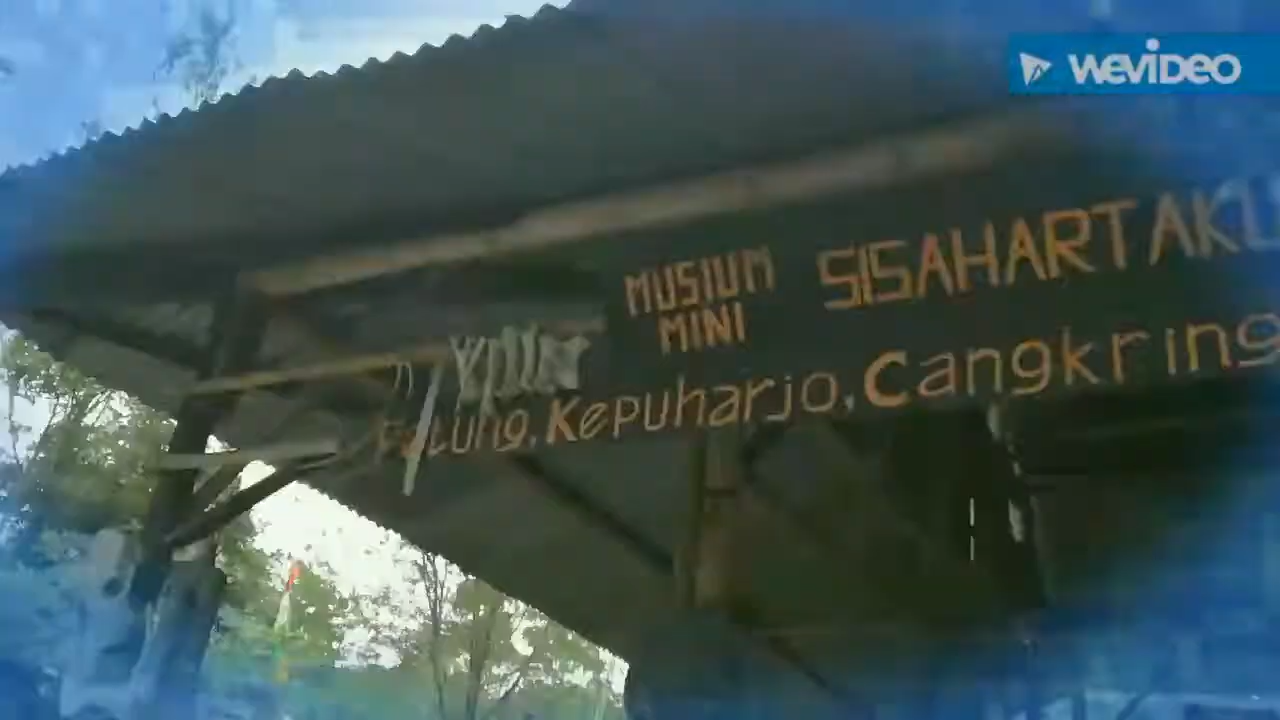 WEVIDEO
MUSIUM
MINI
SISAHARTAKU
Kepuharjo, Cangkring